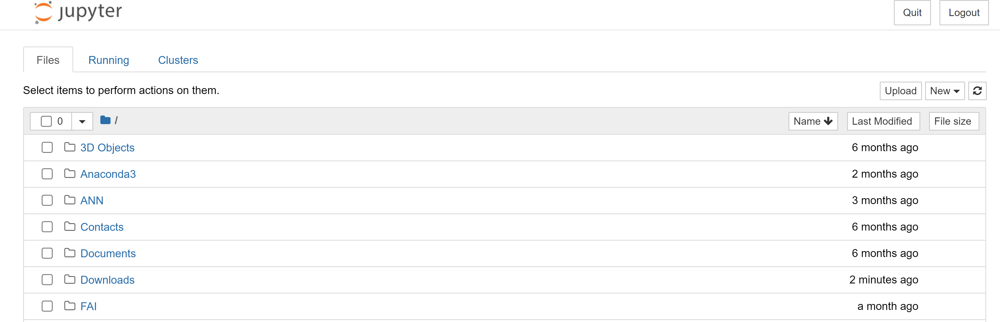 jupyter
Quit Logout
Files Running Clusters
Select items to perform actions on them.
Upload New
0 / Name Last Modified File size
3D Objects 6 months ago
Anaconda3 2 months ago
ANN 3 months ago
Contacts 6 months ago
Documents 6 months ago
Downloads 2 minutes ago
FAI a month ago